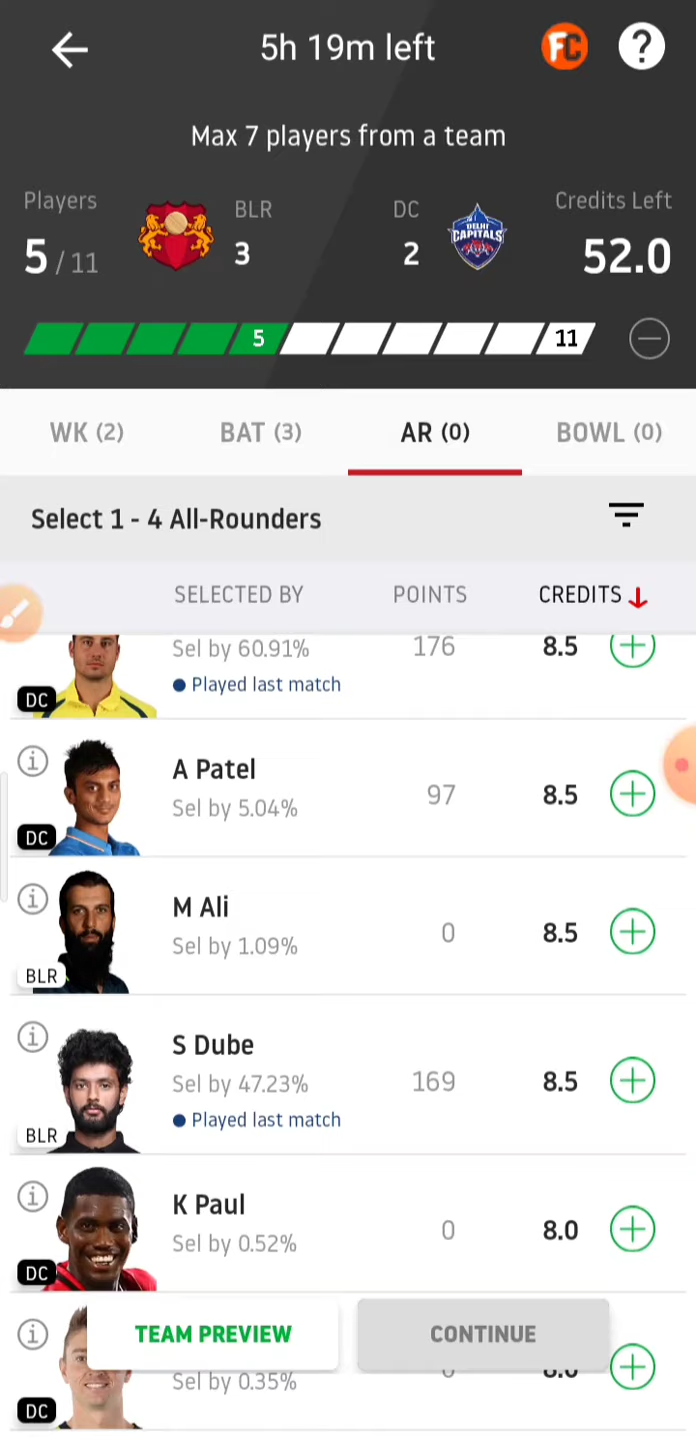 5h 19m left
FC
?
Max 7 players from a team
Players
BLR
DC
Credits Left
5 / 11
3
DELHI CAPITALS
2
52.0
5
11
WK (2)
BAT (3)
AR (0)
BOWL (0)
Select 1 - 4 All-Rounders
SELECTED BY
POINTS
CREDITS
Sel by 60.91%
176
8.5
Played last match
DC
A Patel
Sel by 5.04%
97
8.5
DC
M Ali
Sel by 1.09%
0
8.5
BLR
S Dube
Sel by 47.23%
169
8.5
Played last match
BLR
K Paul
Sel by 0.52%
0
8.0
DC
TEAM PREVIEW
CONTINUE
Sel by 0.35%
DC